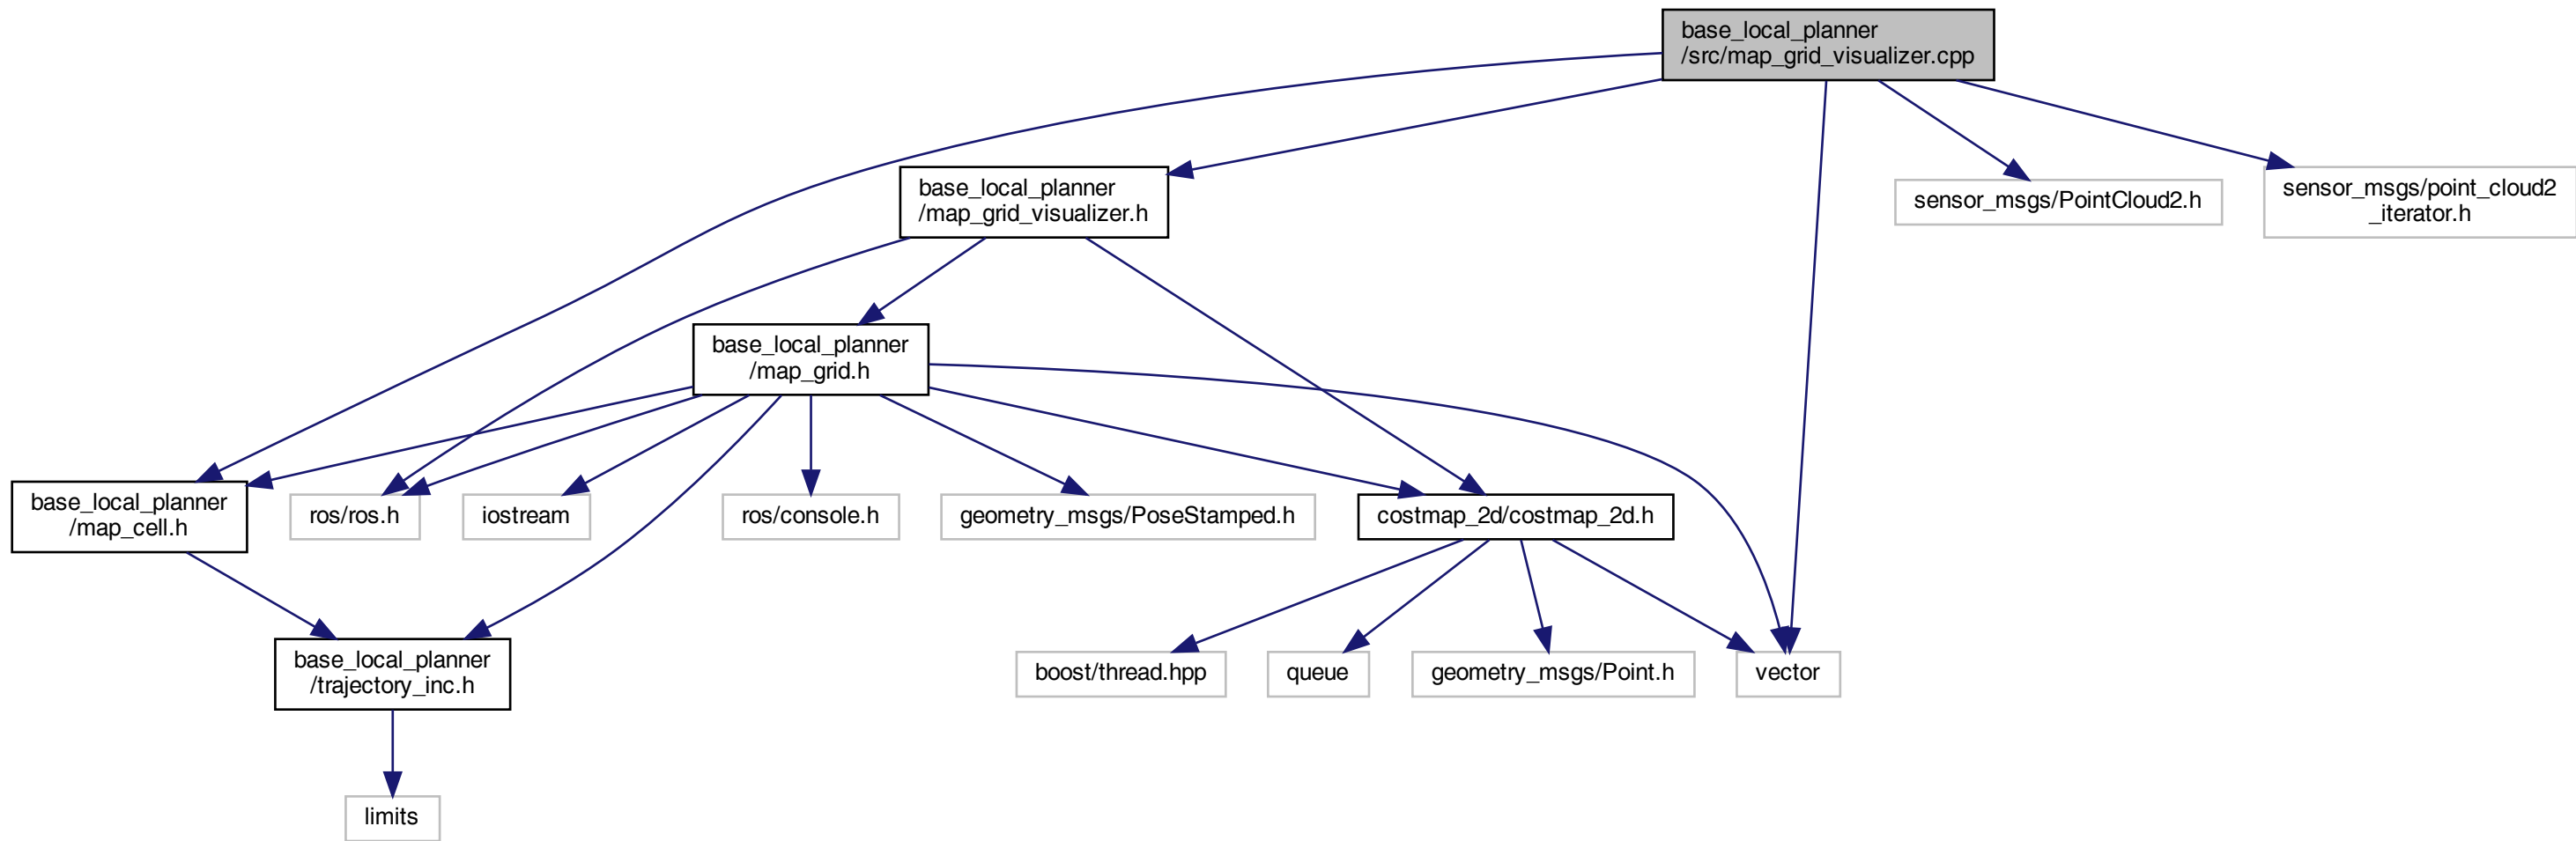 base_local_planner
/src/map_grid_visualizer.cpp
base_local_planner
/map_grid_visualizer.h
sensor_msgs/PointCloud2.h
sensor_msgs/point_cloud2
_iterator.h
base_local_planner
/map_grid.h
base_local_planner
/map_cell.h
ros/ros.h
iostream
ros/console.h
geometry_msgs/PoseStamped.h
costmap_2d/costmap_2d.h
base_local_planner
/trajectory_inc.h
boost/thread.hpp
queue
geometry_msgs/Point.h
vector
limits